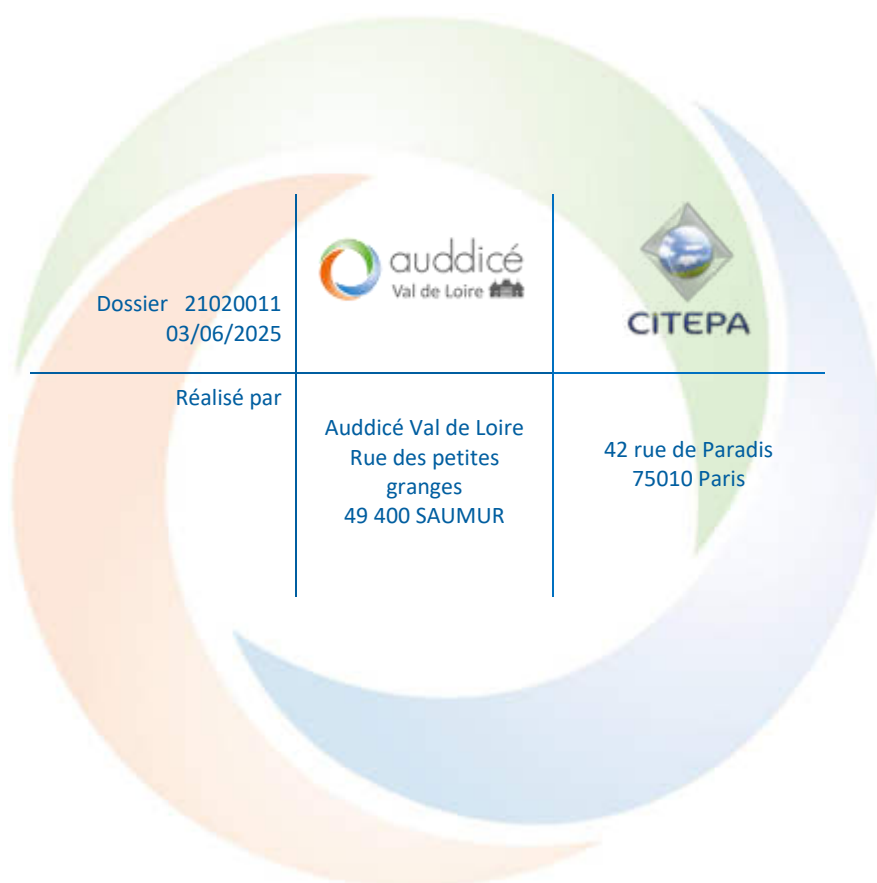 Dossier 21020011
03/06/2025
auddicé
Val de Loire
CITEPA
Réalisé par
Auddicé Val de Loire
Rue des petites
granges
49 400 SAUMUR
42 rue de Paradis
75010 Paris